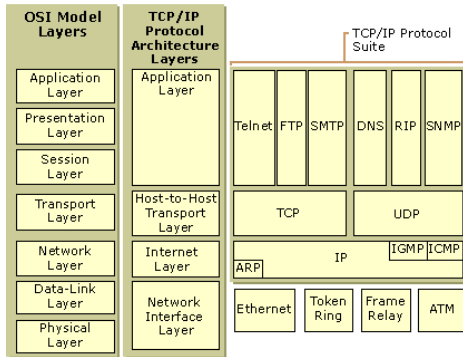 OSI Model
Layers
Application
Layer
Presentation
Layer
Session
Layer
Transport
Layer
Network
Layer
Data-Link
Layer
Physical
Layer
TCP/IP
Protocol
Architecture
Layers
Application
Layer
Host-to-Host
Transport
Layer
Internet
Layer
Network
Interface
Layer
TCP/IP Protocol
Suite
Telnet
FTP
SMTP
DNS
RIP
SNMP
TCP
UDP
IP
IGMP
ICMP
ARP
Ethernet
Token
Ring
Frame
Relay
ATM